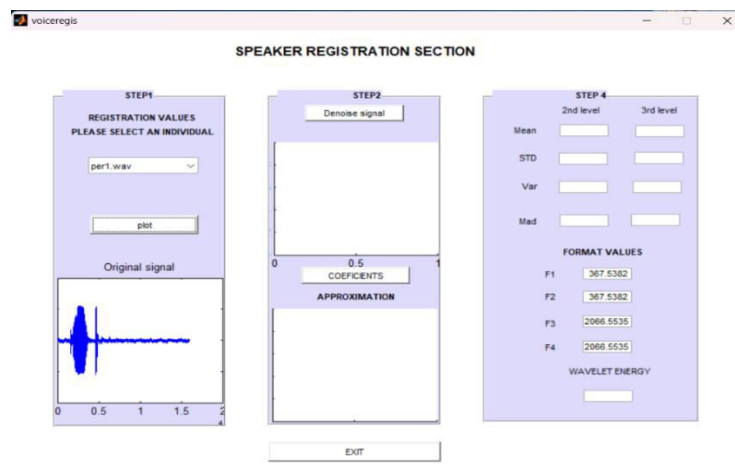 voiceregis
SPEAKER REGISTRATION SECTION
STEP1
REGISTRATION VALUES
PLEASE SELECT AN INDIVIDUAL
per1.wav
plot
Original signal
0 0.5 1 1.5 2
4
STEP2
Denoise signal
0 0.5 1
COEFICIENTS
APPROXIMATION
EXIT
STEP 4
2nd level 3rd level
Mean
STD
Var
Mad
FORMAT VALUES
F1 367.5382
F2 367.5382
F3 2066.5535
F4 2066.5535
WAVELET ENERGY